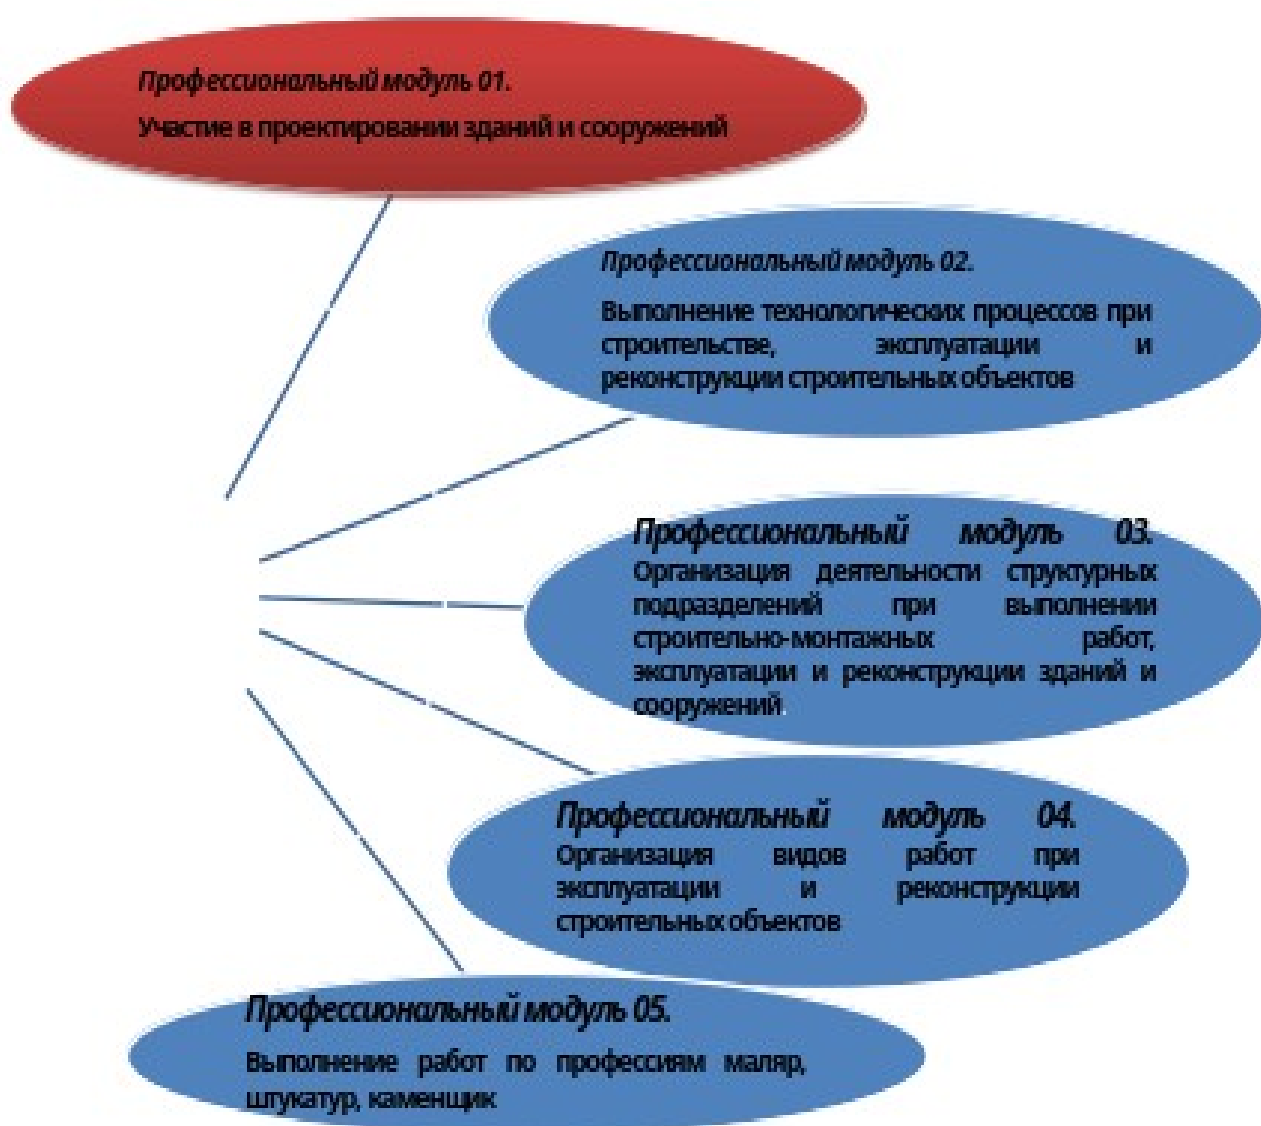 Профессиональный модуль 01.
Участие в проектировании зданий и сооружений
Профессиональный модуль 02.
Выполнение технологических процессов при
строительстве, эксплуатации и
реконструкции строительных объектов
Профессиональный модуль 03.
Организация деятельности структурных
подразделений при выполнении
строительно-монтажных работ,
эксплуатации и реконструкции зданий и
сооружений.
Профессиональный модуль 04.
Организация видов работ при
эксплуатации и реконструкции
строительных объектов
Профессиональный модуль 05.
Выполнение работ по профессиям маляр,
штукатур, каменщик